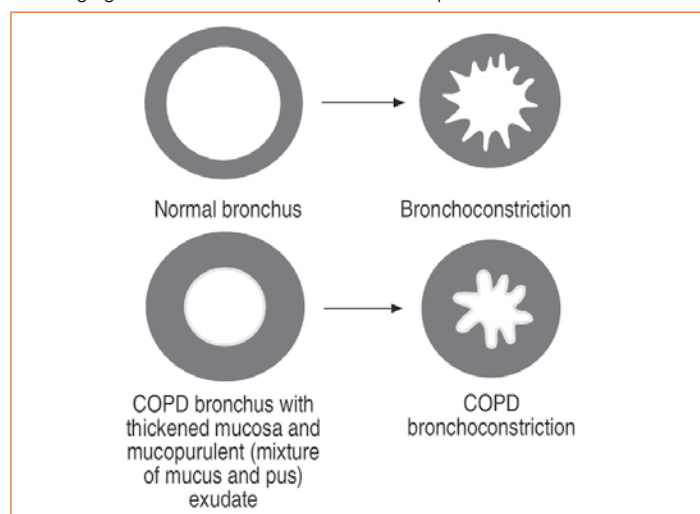 Normal bronchus
Bronchoconstriction
COPD bronchus with
thickened mucosa and
mucopurulent (mixture
of mucus and pus)
exudate
COPD
bronchoconstriction